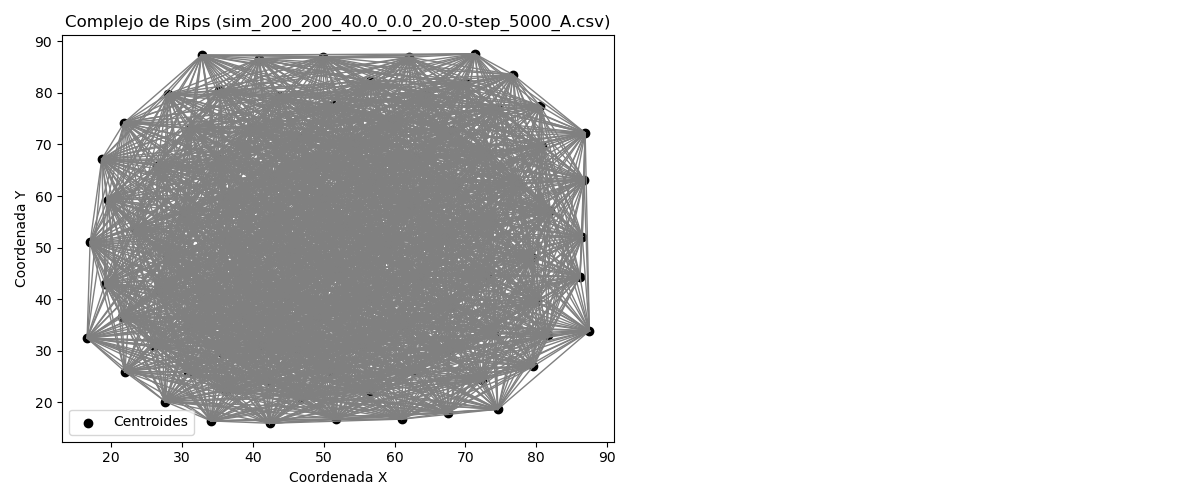 Complejo de Rips (sim_200_200_40.0_0.0_20.0-step_5000_A.csv)
90
80
70
60
50
40
30
20
Coordenada Y
Centroides
20 30 40 50 60 70 80 90
Coordenada X